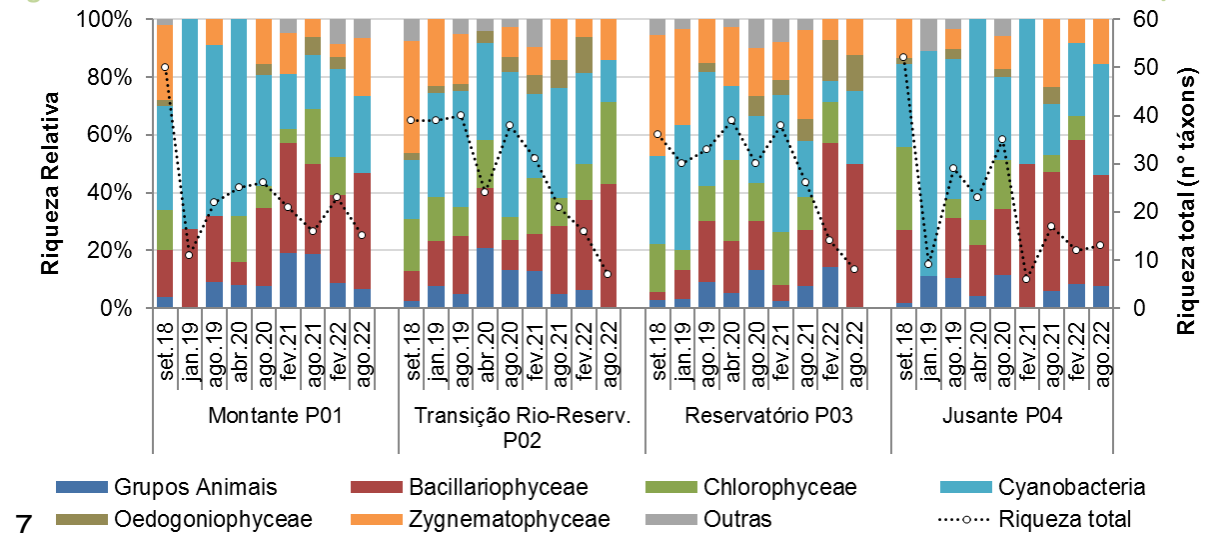 100%
80%
60%
40%
20%
0%
Riqueza Relativa
60
50
40
30
20
10
0
Riqueza total (n° táxons)
set.18
jan.19
ago.19
abr.20
ago.20
fev.21
ago.21
fev.22
ago.22
set.18
jan.19
ago.19
abr.20
ago.20
fev.21
ago.21
fev.22
ago.22
set.18
jan.19
ago.19
abr.20
ago.20
fev.21
ago.21
fev.22
ago.22
set.18
jan.19
ago.19
abr.20
ago.20
fev.21
ago.21
fev.22
ago.22
Montante P01
Transição Rio-Reserv.
P02
Reservatório P03
Jusante P04
Grupos Animais Bacillariophyceae Chlorophyceae Cyanobacteria
Oedogoniophyceae Zygnematophyceae Outras Riqueza total
7